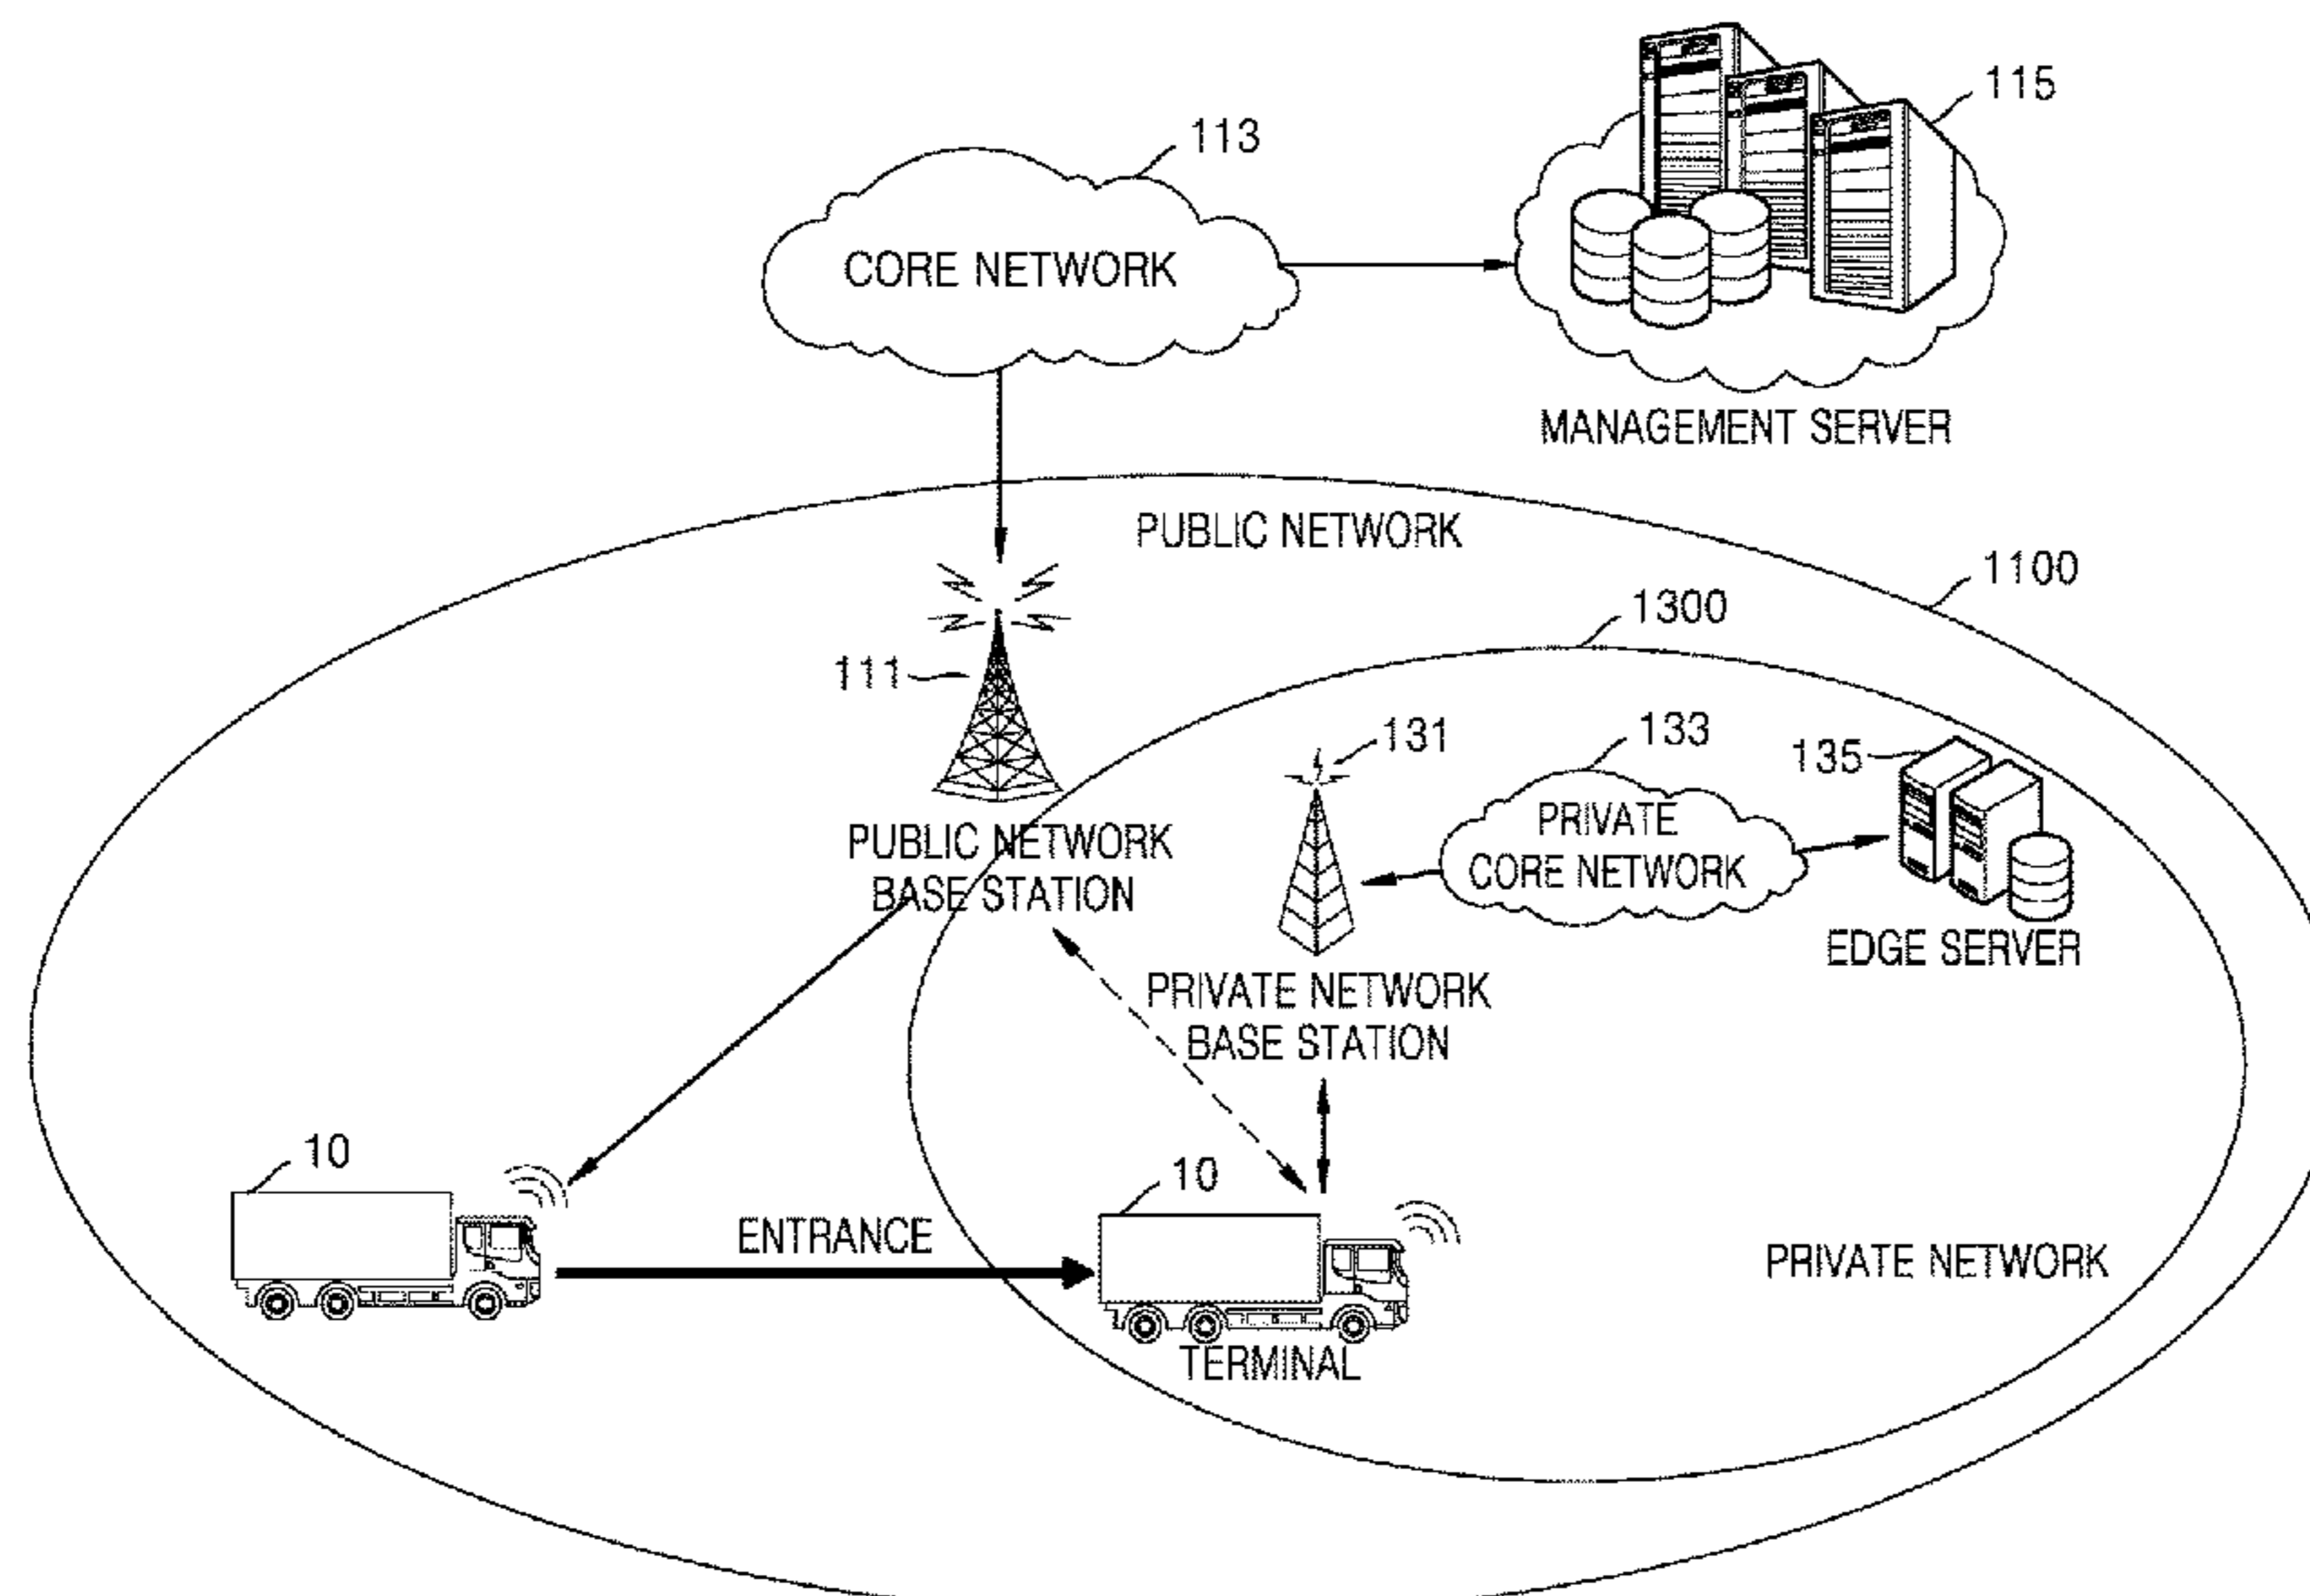 115
113
CORE NETWORK
MANAGEMENT SERVER
PUBLIC NETWORK
1100
1300
111
131
133
135
PRIVATE
CORE NETWORK
PUBLIC NETWORK
BASE STATION
EDGE SERVER
PRIVATE NETWORK
BASE STATION
10
10
ENTRANCE
PRIVATE NETWORK
TERMINAL